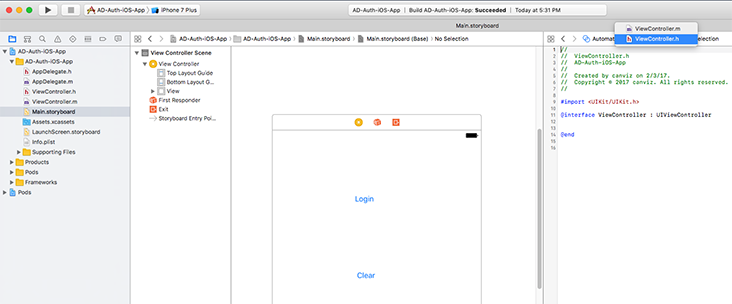 AD-Auth-iOS-App
iPhone 7 Plus
AD-Auth-iOS-App
Build AD-Auth-iOS-App: Succeeded
Today at 5:31 PM
Main.storyboard
ViewController.m
ViewController.h
AD-Auth-iOS-App
AD-Auth-iOS-App
Main.storyboard
Main.storyboard (Base)
No Selection
Automa
election
AD-Auth-iOS-App
AD-Auth-iOS-App
AppDelegate.h
AppDelegate.m
ViewController.h
ViewController.m
Main.storyboard
Assets.xcassets
LaunchScreen.storyboard
Info.plist
Supporting Files
Products
Pods
Frameworks
Pods
View Controller Scene
View Controller
Top Layout Guide
Bottom Layout G...
View
First Responder
Exit
Storyboard Entry Poi...
Login
Clear
1 //
2 // ViewController.h
3 // AD-Auth-iOS-App
4 //
5 // Created by canviz on 2/3/17.
6 // Copyright © 2017 canviz. All rights reserved.
7 //
8
9 #import <UIKit/UIKit.h>
10
11 @interface ViewController : UIViewController
12
13
14 @end
15
16